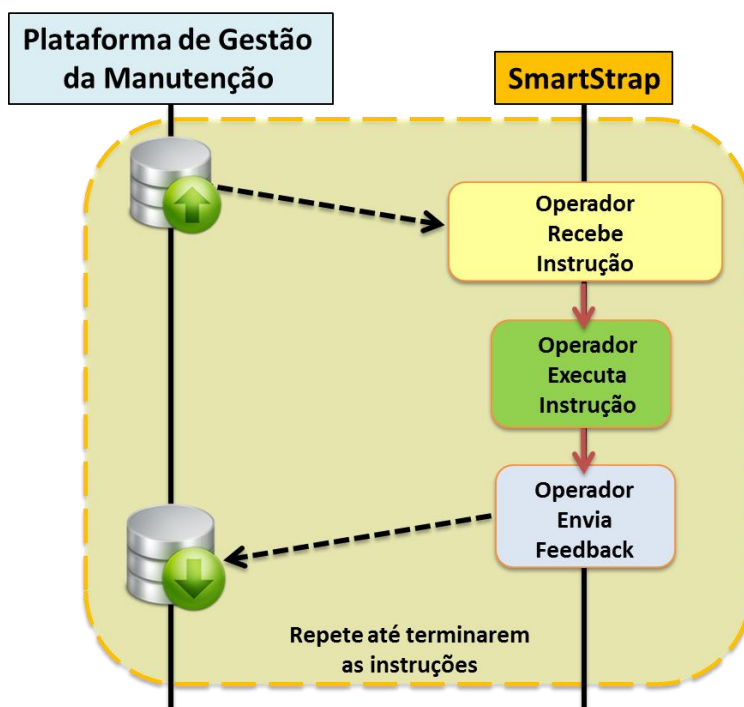 Plataforma de Gestão
da Manutenção
SmartStrap
Operador
Recebe
Instrução
Operador
Executa
Instrução
Operador
Envia
Feedback
Repete até terminarem
as instruções